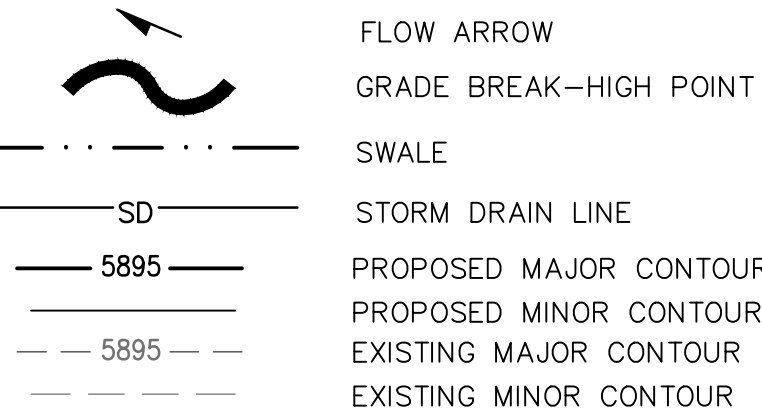 FLOW ARROW
GRADE BREAK-HIGH POINT
SWALE
SD STORM DRAIN LINE
5895 PROPOSED MAJOR CONTOUR
PROPOSED MINOR CONTOUR
5895 EXISTING MAJOR CONTOUR
EXISTING MINOR CONTOUR